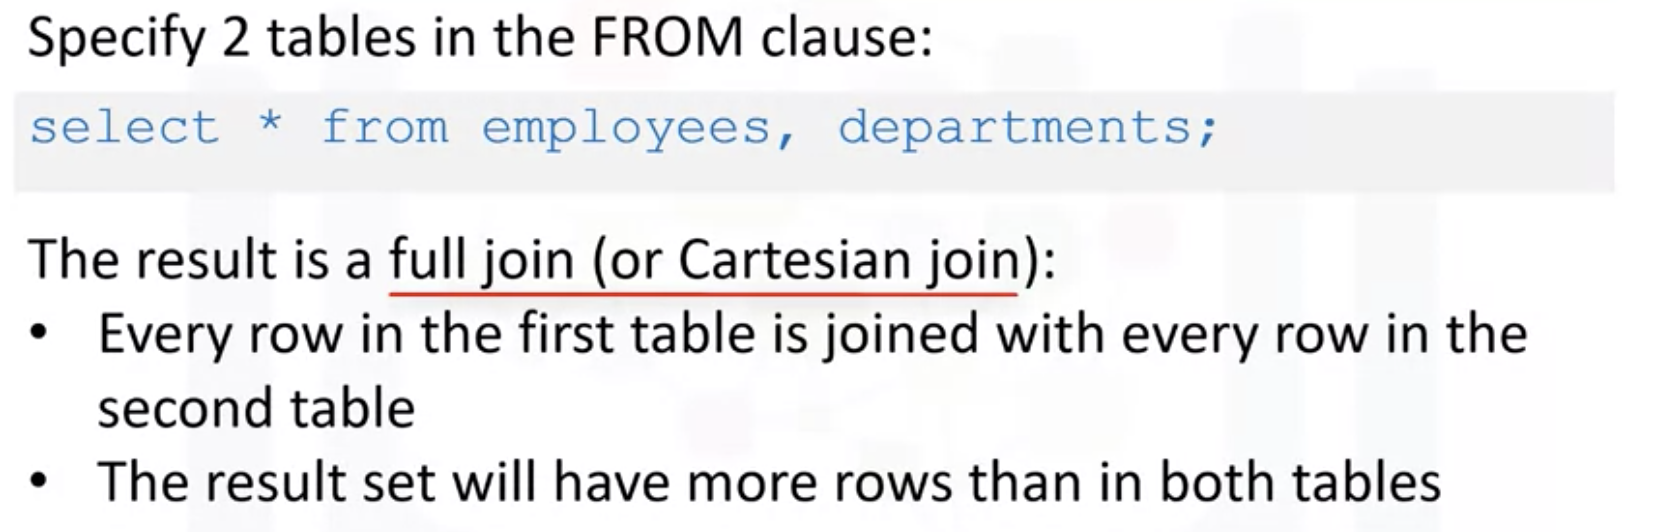 Specify 2 tables in the FROM clause:
select * from employees, departments;
The result is a full join (or Cartesian join):
• Every row in the first table is joined with every row in the
second table
• The result set will have more rows than in both tables